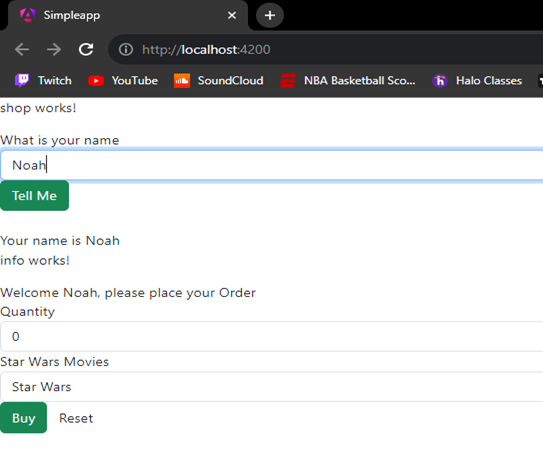 Simpleapp
http://localhost:4200
Twitch YouTube SoundCloud NBA Basketball Sco... Halo Classes
shop works!
What is your name
Noah
Tell Me
Your name is Noah
info works!
Welcome Noah, please place your Order
Quantity
0
Star Wars Movies
Star Wars
Buy Reset